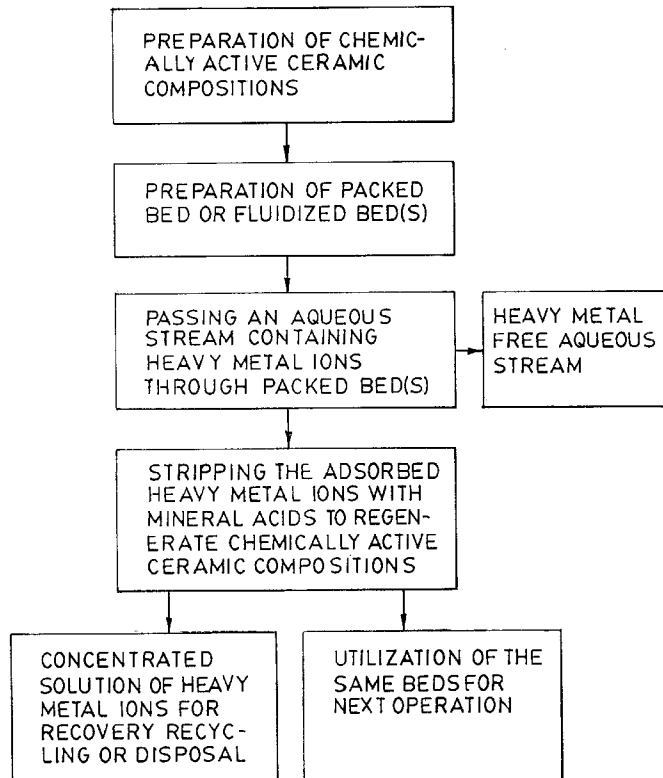 PREPARATION OF CHEMIC-
ALLY ACTIVE CERAMIC
COMPOSITIONS
PREPARATION OF PACKED
BED OR FLUIDIZED BED(S)
PASSING AN AQUEOUS
STREAM CONTAINING
HEAVY METAL IONS
THROUGH PACKED BED(S)
HEAVY METAL
FREE AQUEOUS
STREAM
STRIPPING THE ADSORBED
HEAVY METAL IONS WITH
MINERAL ACIDS TO REGEN-
ERATE CHEMICALLY ACTIVE
CERAMIC COMPOSITIONS
CONCENTRATED
SOLUTION OF HEAVY
METAL IONS FOR
RECOVERY RECYC-
LING OR DISPOSAL
UTILIZATION OF THE
SAME BEDS FOR
NEXT OPERATION